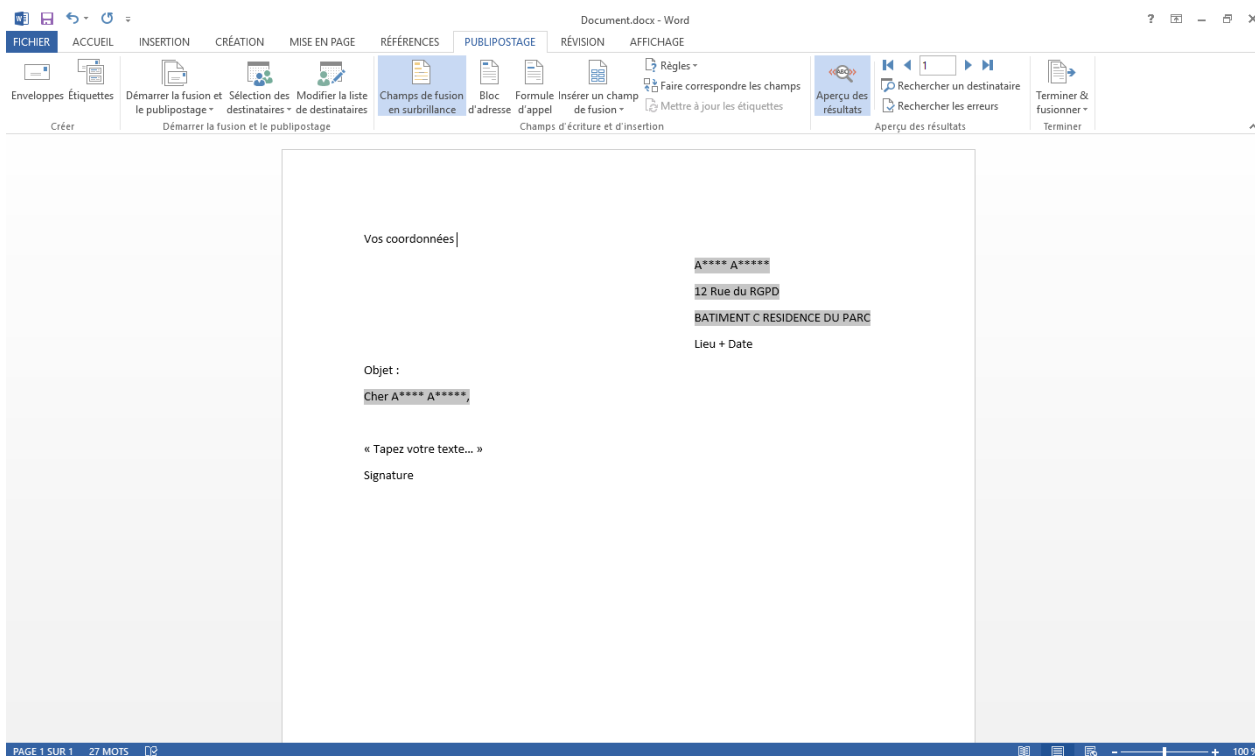 Document.docx - Word
FICHIER ACCUEIL INSERTION CRÉATION MISE EN PAGE RÉFÉRENCES PUBLIPOSTAGE RÉVISION AFFICHAGE
Enveloppes
Étiquettes
Créer
Démarrer la fusion et
le publipostage
Sélection des
destinataires
Modifier la liste
de destinataires
Démarrer la fusion et le publipostage
Champs de fusion
en surbrillance
Bloc
d'adresse
Formule
d'appel
Insérer un champ
de fusion
Règles
Faire correspondre les champs
Mettre à jour les étiquettes
Champs d'écriture et d'insertion
«ABC»
Aperçu des
résultats
1
Rechercher un destinataire
Rechercher les erreurs
Aperçu des résultats
Terminer &
fusionner
Terminer
Vos coordonnées
A**** A*****
12 Rue du RGPD
BATIMENT C RESIDENCE DU PARC
Lieu + Date
Objet :
Cher A**** A*****,
« Tapez votre texte... »
Signature
PAGE 1 SUR 1 27 MOTS 100 %